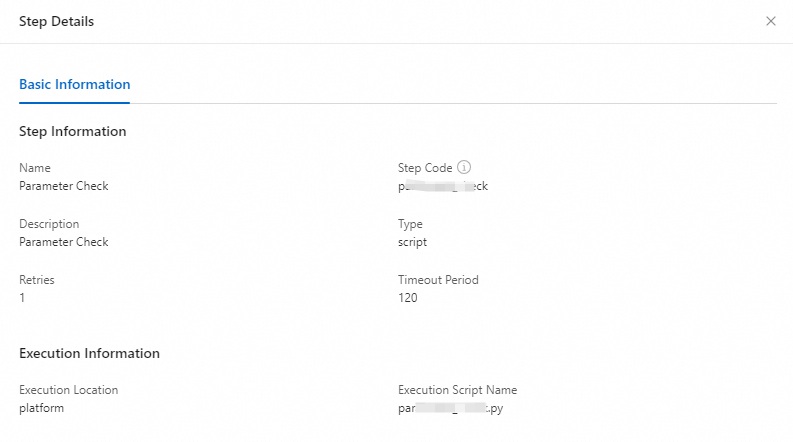 Step Details
Basic Information
Step Information
Name
Parameter Check
Step Code
Description
Parameter Check
Type
script
Retries
1
Timeout Period
120
Execution Information
Execution Location
platform
Execution Script Name